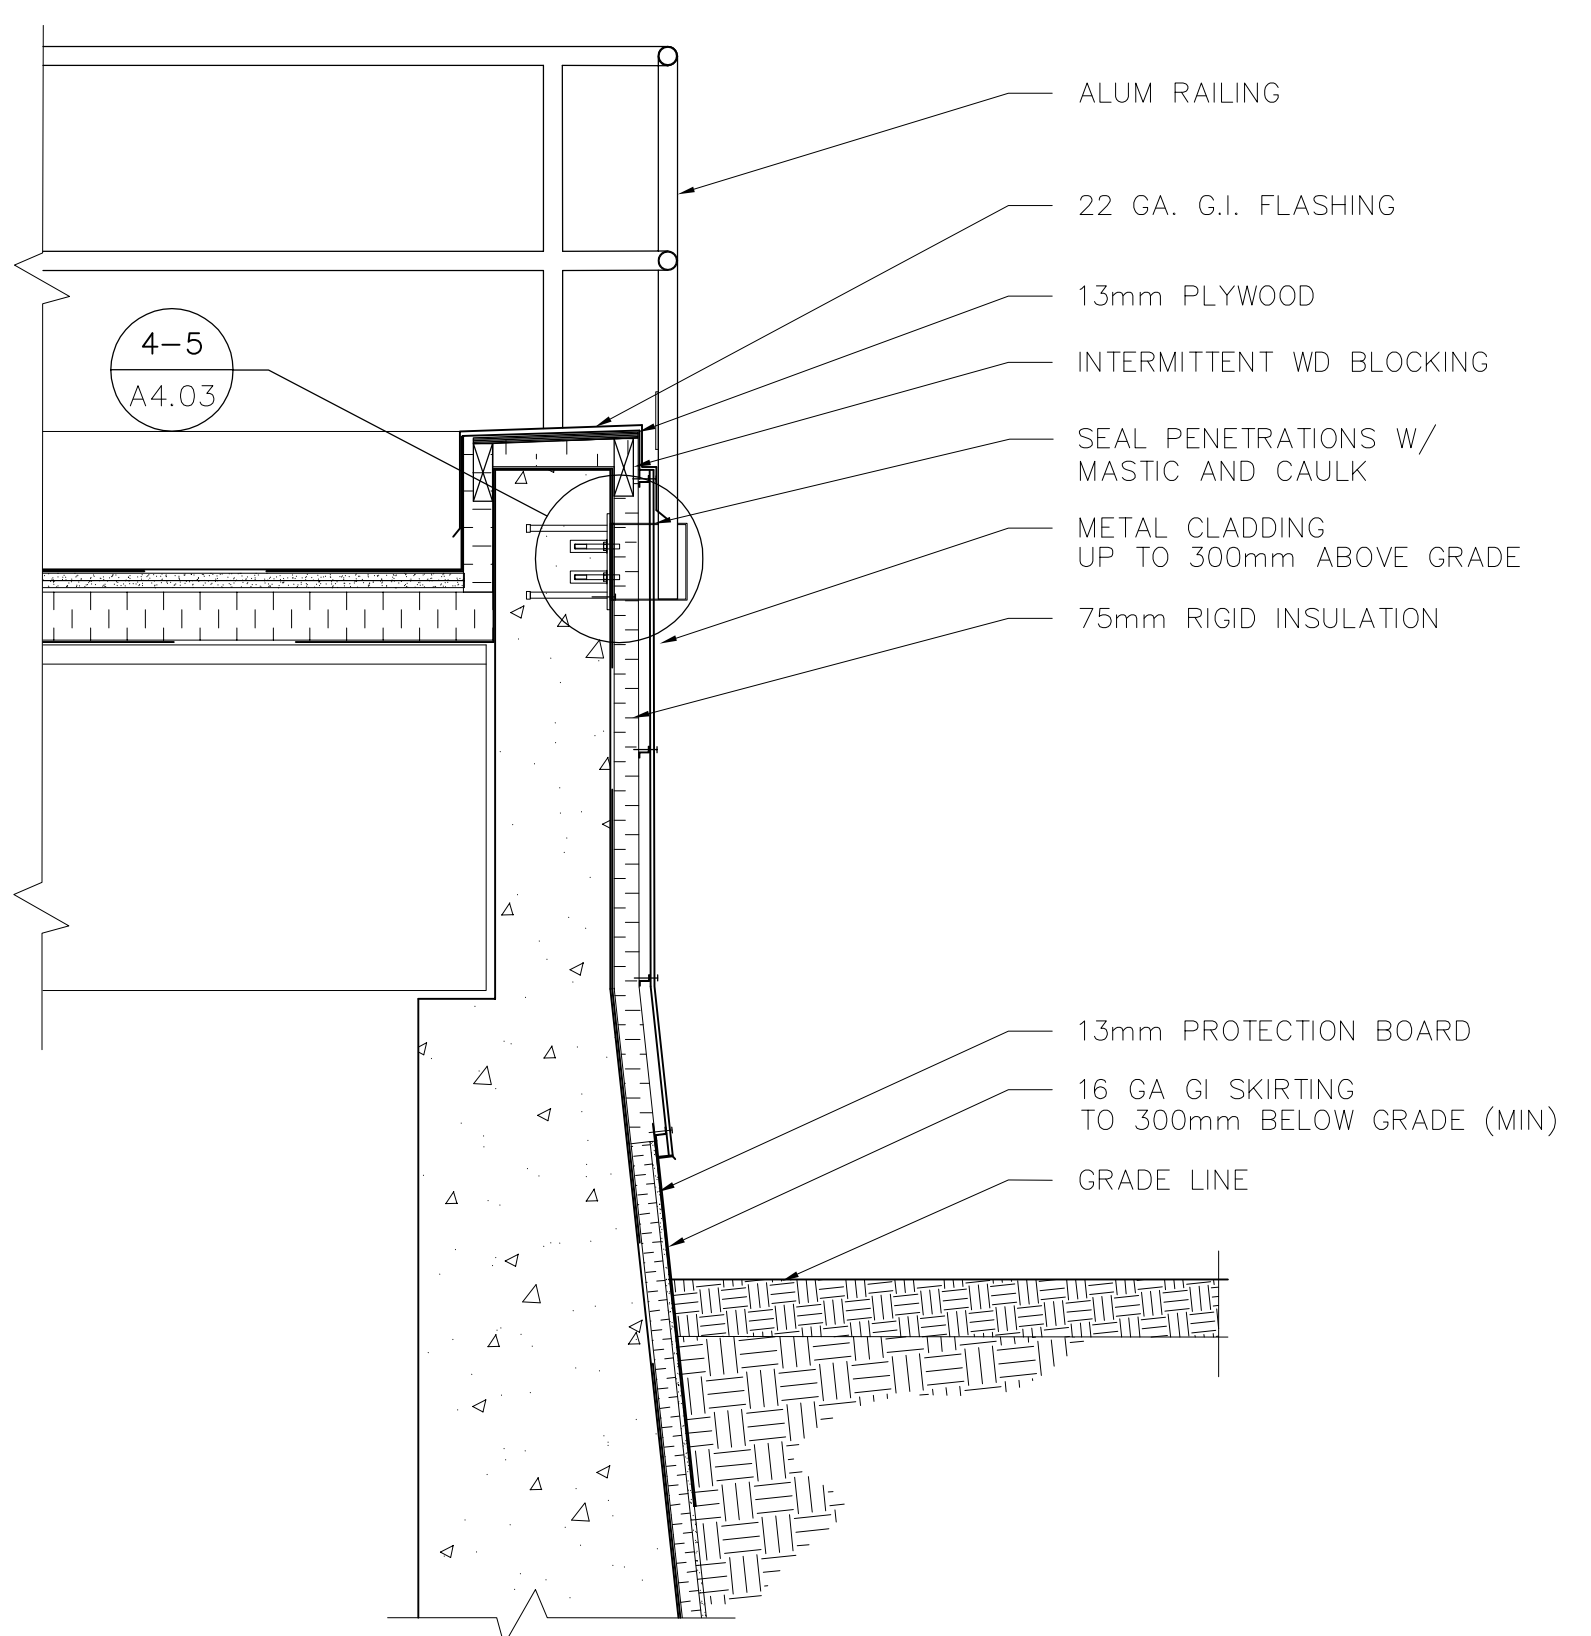 ALUM RAILING
22 GA. G.I. FLASHING
13mm PLYWOOD
4-5
A4.03
INTERMITTENT WD BLOCKING
SEAL PENETRATIONS W/
MASTIC AND CAULK
METAL CLADDING
UP TO 300mm ABOVE GRADE
75mm RIGID INSULATION
13mm PROTECTION BOARD
16 GA GI SKIRTING
TO 300mm BELOW GRADE (MIN)
GRADE LINE